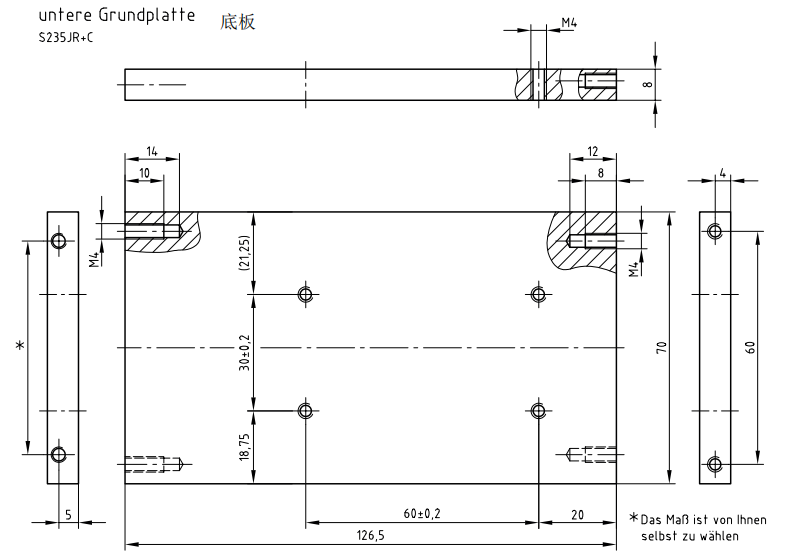 untere Grundplatte 底板
S235JR+C
M4
8
14
12
10
8
4
M4
(21,25)
M4
*
30±0,2
70
60
18,75
5
60±0,2
20
126,5
*Das Maß ist von Ihnen
selbst zu wählen